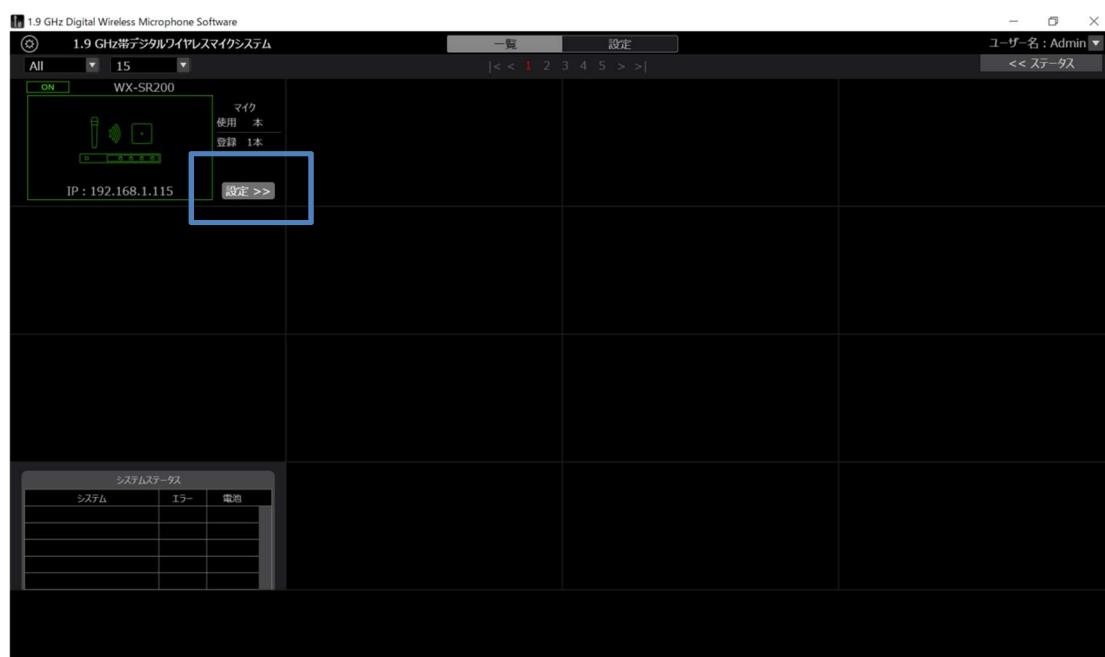 1.9 GHz Digital Wireless Microphone Software
1.9 GHz帯デジタルワイヤレスマイクシステム 一覧 設定 ユーザー名 : Admin
All 15 |< < 1 2 3 4 5 > >| << ステータス
ON WX-SR200
マイク
使用 本
登録 1本
IP : 192.168.1.115 設定 >>
システムステータス
システム エラー 電池